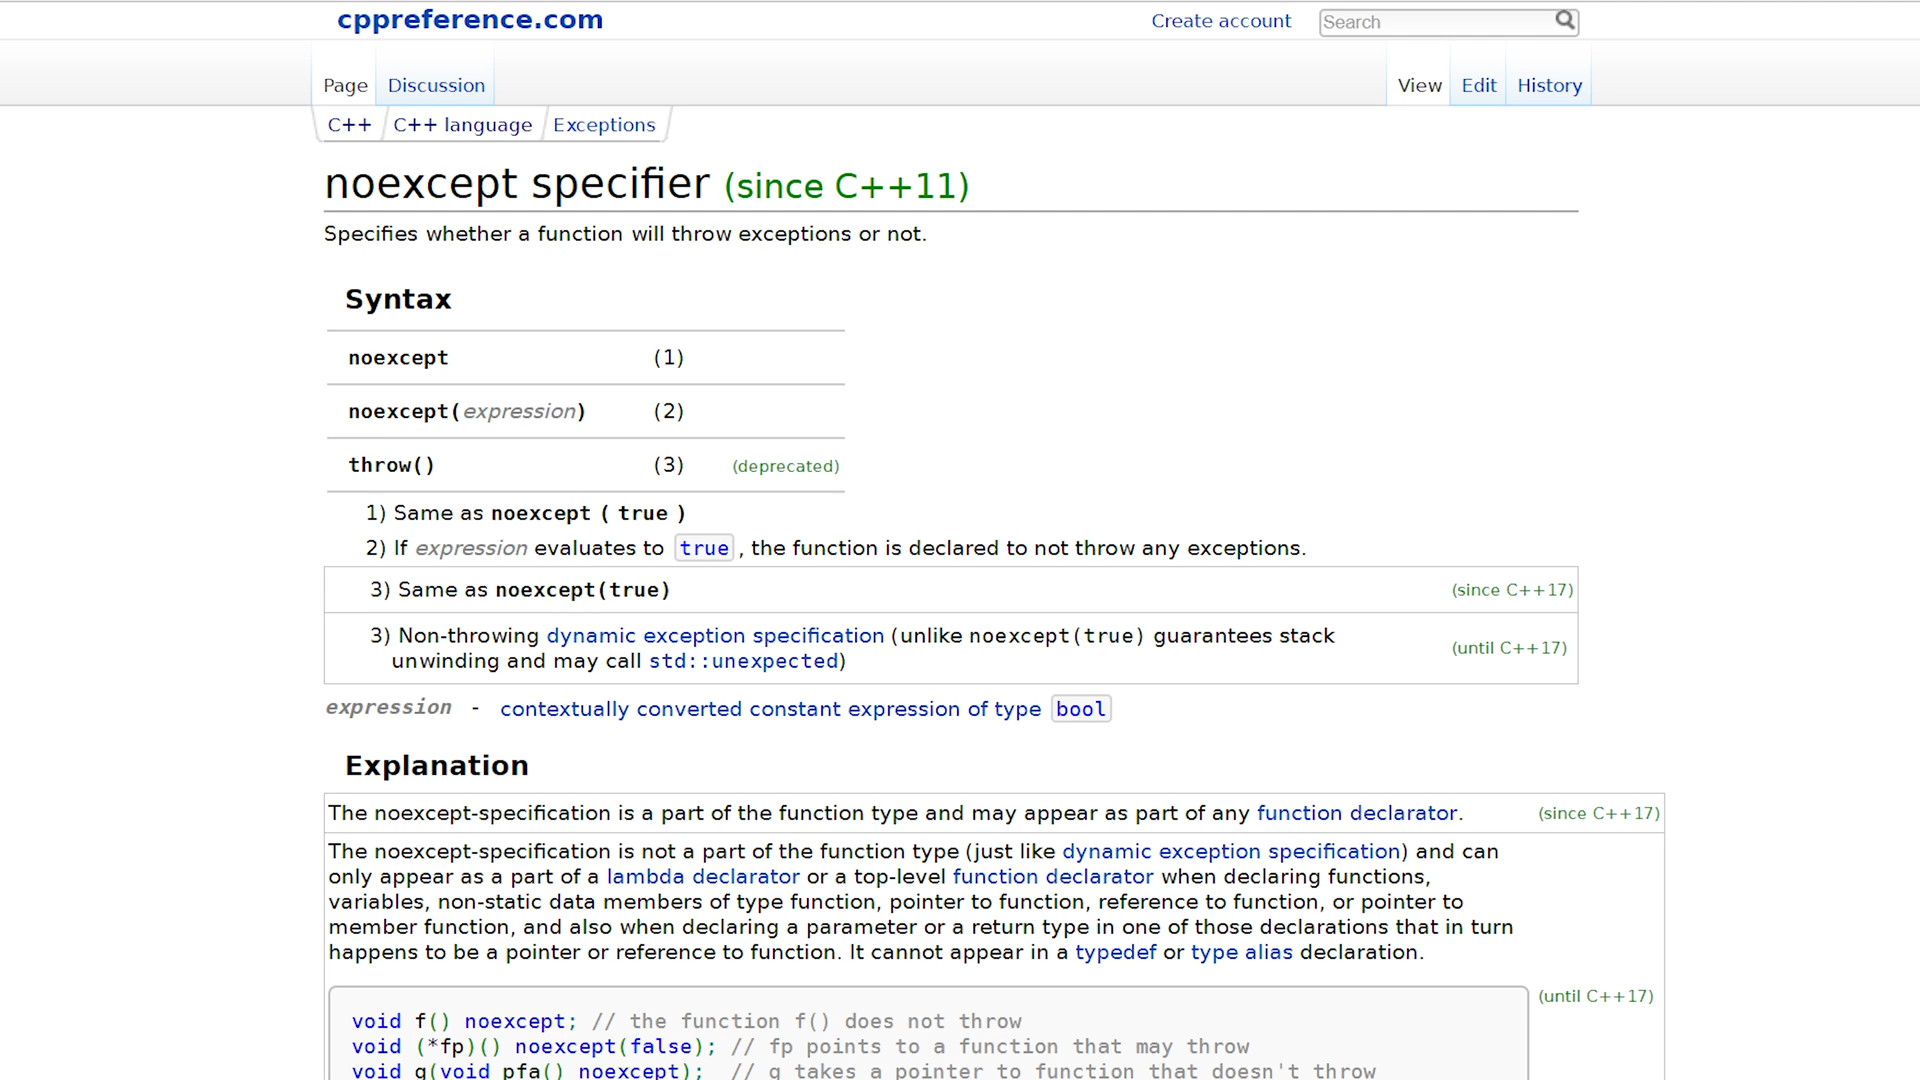 cppreference.com
Create account
Search
Page
Discussion
View
Edit
History
C++
C++ language
Exceptions
noexcept specifier (since C++11)
Specifies whether a function will throw exceptions or not.
Syntax
noexcept (1)
noexcept(expression) (2)
throw() (3) (deprecated)
1) Same as noexcept ( true )
2) If expression evaluates to true , the function is declared to not throw any exceptions.
3) Same as noexcept(true) (since C++17)
3) Non-throwing dynamic exception specification (unlike noexcept(true) guarantees stack
unwinding and may call std::unexpected)
(until C++17)
expression - contextually converted constant expression of type bool
Explanation
The noexcept-specification is a part of the function type and may appear as part of any function declarator. (since C++17)
The noexcept-specification is not a part of the function type (just like dynamic exception specification) and can
only appear as a part of a lambda declarator or a top-level function declarator when declaring functions,
variables, non-static data members of type function, pointer to function, reference to function, or pointer to
member function, and also when declaring a parameter or a return type in one of those declarations that in turn
happens to be a pointer or reference to function. It cannot appear in a typedef or type alias declaration.
(until C++17)
void f() noexcept; // the function f() does not throw
void (*fp)() noexcept(false); // fp points to a function that may throw
void g(void pfa() noexcept);  // g takes a pointer to function that doesn't throw